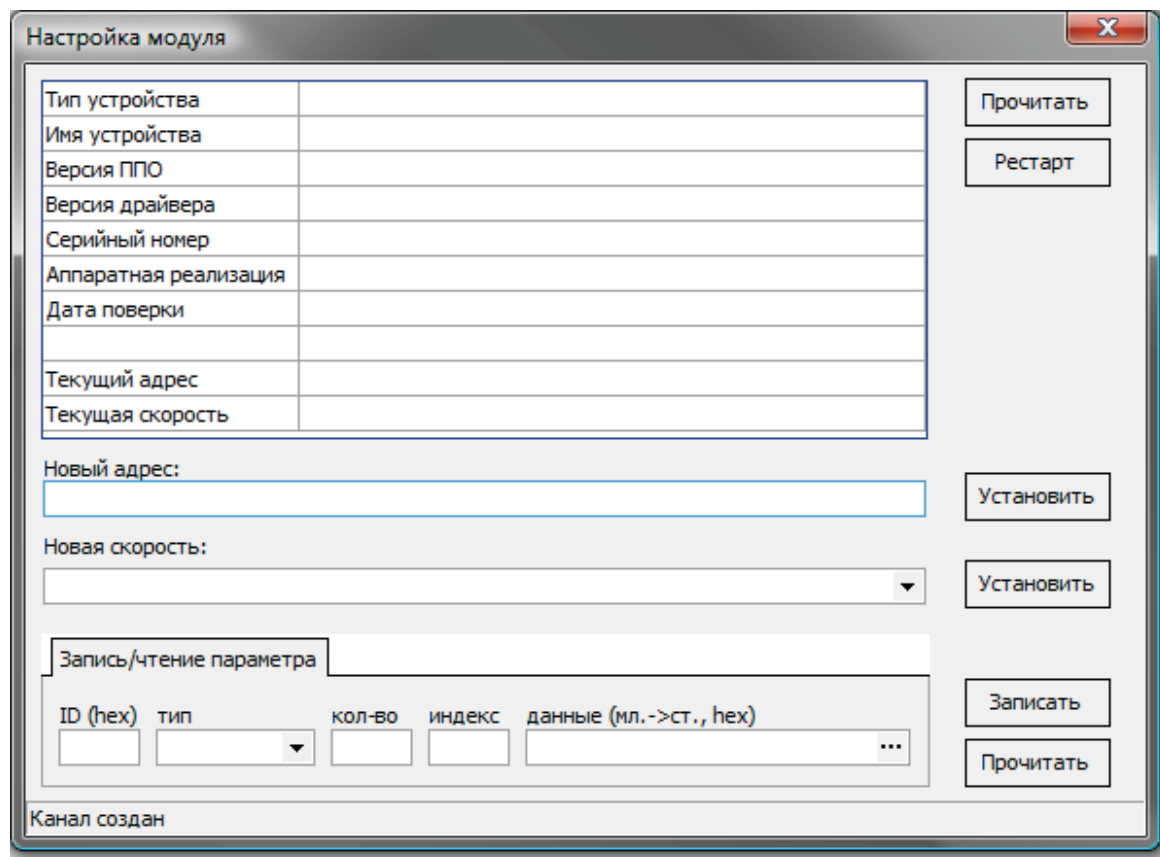 Настройка модуля
Тип устройства
Прочитать
Имя устройства
Рестарт
Версия ППО
Версия драйвера
Серийный номер
Аппаратная реализация
Дата поверки
Текущий адрес
Текущая скорость
Новый адрес:
Установить
Новая скорость:
Установить
Запись/чтение параметра
ID (hex) тип кол-во индекс данные (мл.->ст., hex)
...
Записать
Прочитать
Канал создан